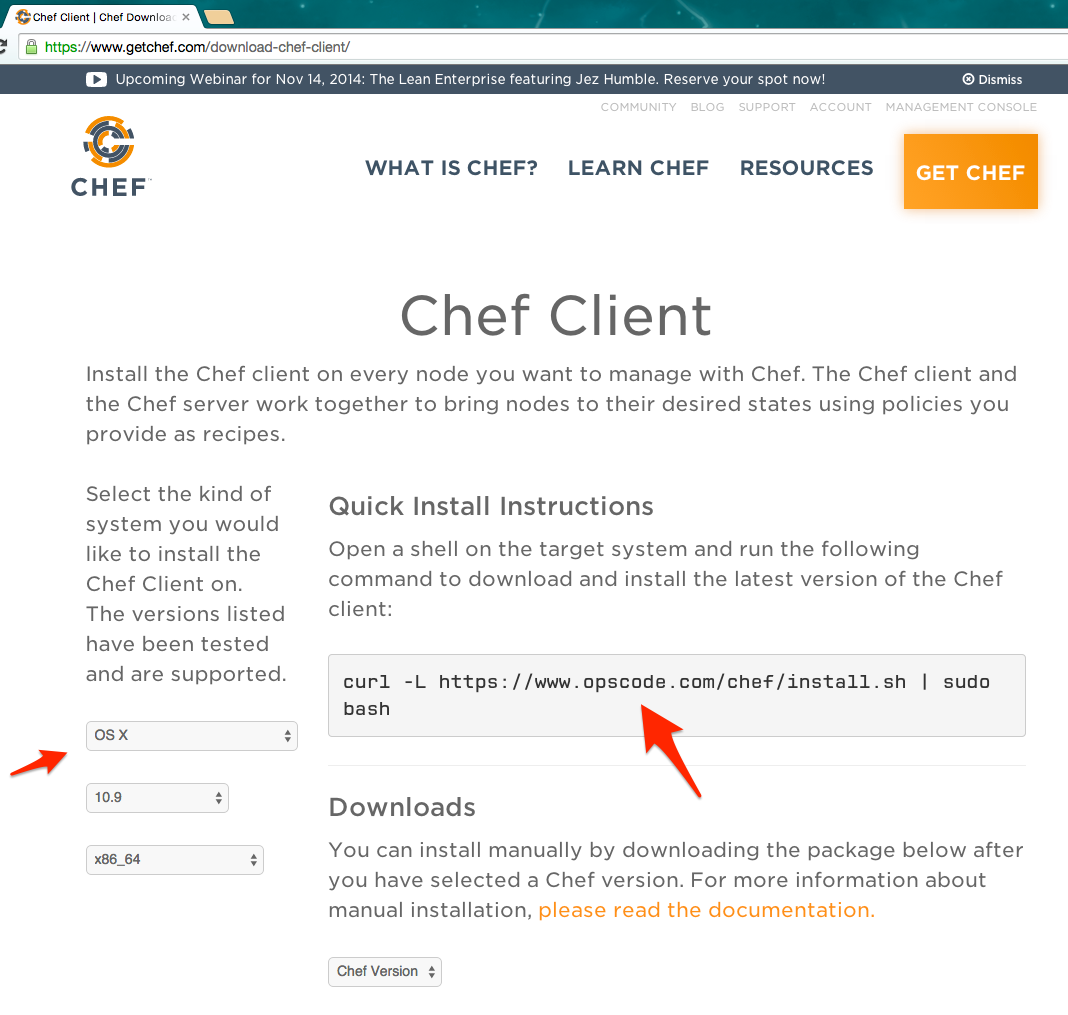 Chef Client | Chef Downloa
https://www.getchef.com/download-chef-client/
Upcoming Webinar for Nov 14, 2014: The Lean Enterprise featuring Jez Humble. Reserve your spot now!
Dismiss
COMMUNITY BLOG SUPPORT ACCOUNT MANAGEMENT CONSOLE
CHEF™
WHAT IS CHEF? LEARN CHEF RESOURCES GET CHEF
Chef Client
Install the Chef client on every node you want to manage with Chef. The Chef client and
the Chef server work together to bring nodes to their desired states using policies you
provide as recipes.
Select the kind of
system you would
like to install the
Chef Client on.
The versions listed
have been tested
and are supported.
OS X
10.9
x86_64
Quick Install Instructions
Open a shell on the target system and run the following
command to download and install the latest version of the Chef
client:
curl -L https://www.opscode.com/chef/install.sh | sudo
bash
Downloads
You can install manually by downloading the package below after
you have selected a Chef version. For more information about
manual installation, please read the documentation.
Chef Version